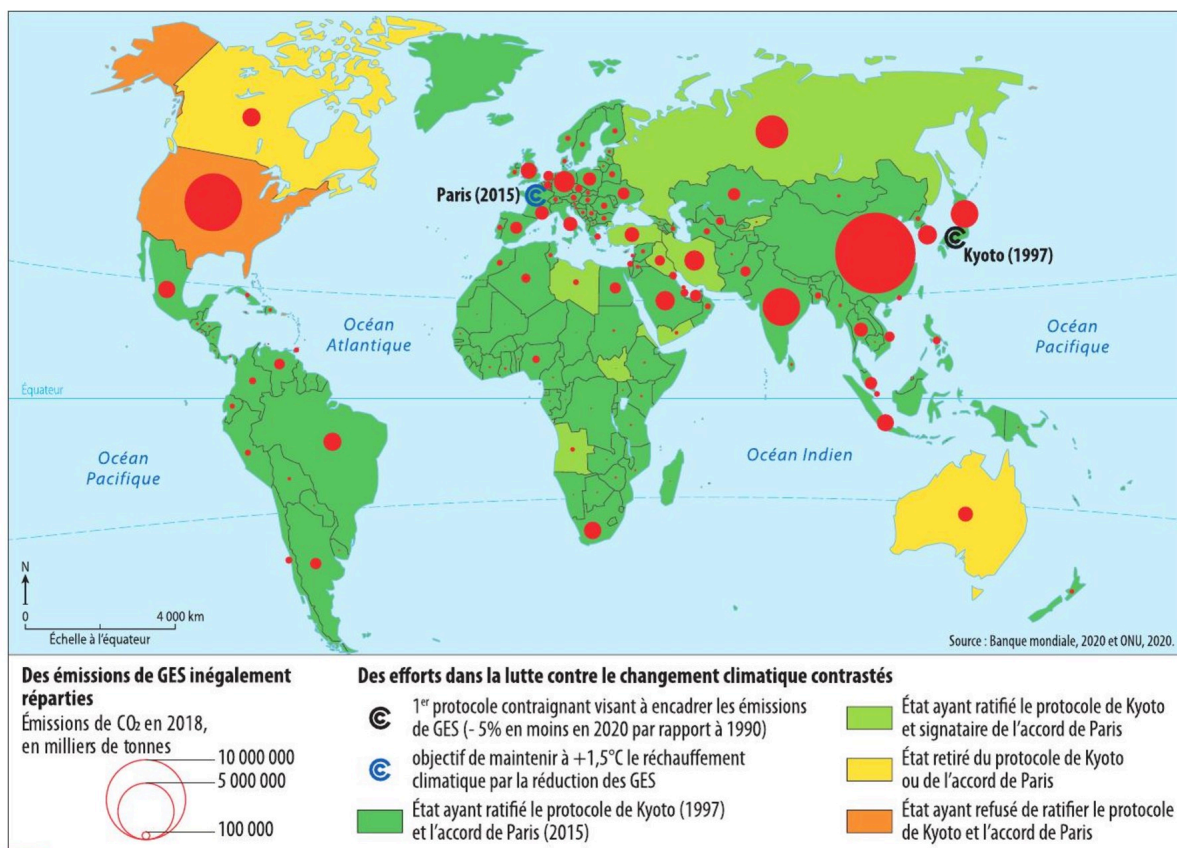 Paris (2015)
Kyoto (1997)
Océan
Atlantique
Océan
Pacifique
Équateur
Océan
Pacifique
Océan Indien
N
0
4 000 km
Échelle à l'équateur
Source : Banque mondiale, 2020 et ONU, 2020.
Des émissions de GES inégalement
réparties
Émissions de CO2 en 2018,
en milliers de tonnes
10 000 000
5 000 000
100 000
Des efforts dans la lutte contre le changement climatique contrastés
1er protocole contraignant visant à encadrer les émissions
de GES (- 5% en moins en 2020 par rapport à 1990)
objectif de maintenir à +1,5°C le réchauffement
climatique par la réduction des GES
État ayant ratifié le protocole de Kyoto (1997)
et l'accord de Paris (2015)
État ayant ratifié le protocole de Kyoto
et signataire de l'accord de Paris
État retiré du protocole de Kyoto
ou de l'accord de Paris
État ayant refusé de ratifier le protocole
de Kyoto et l'accord de Paris